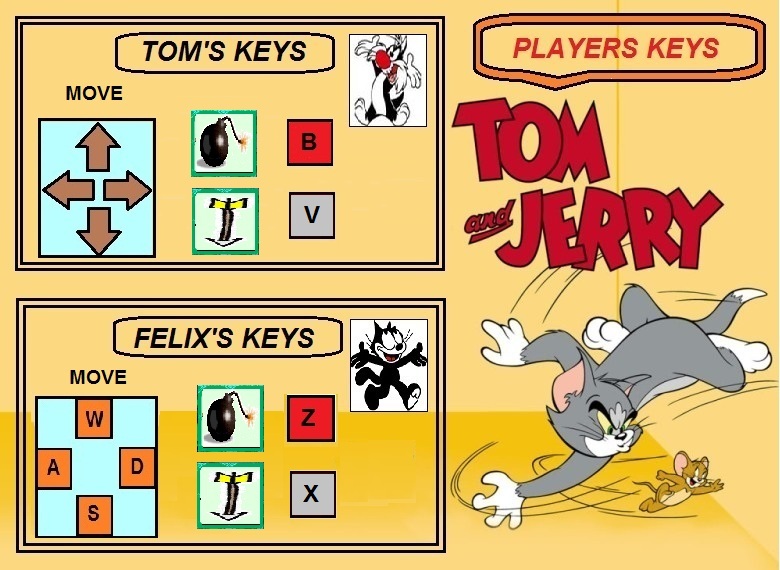 TOM'S KEYS
MOVE
B
V
FELIX'S KEYS
MOVE
W
A D
S
Z
X
PLAYERS KEYS
TOM
and
JERRY